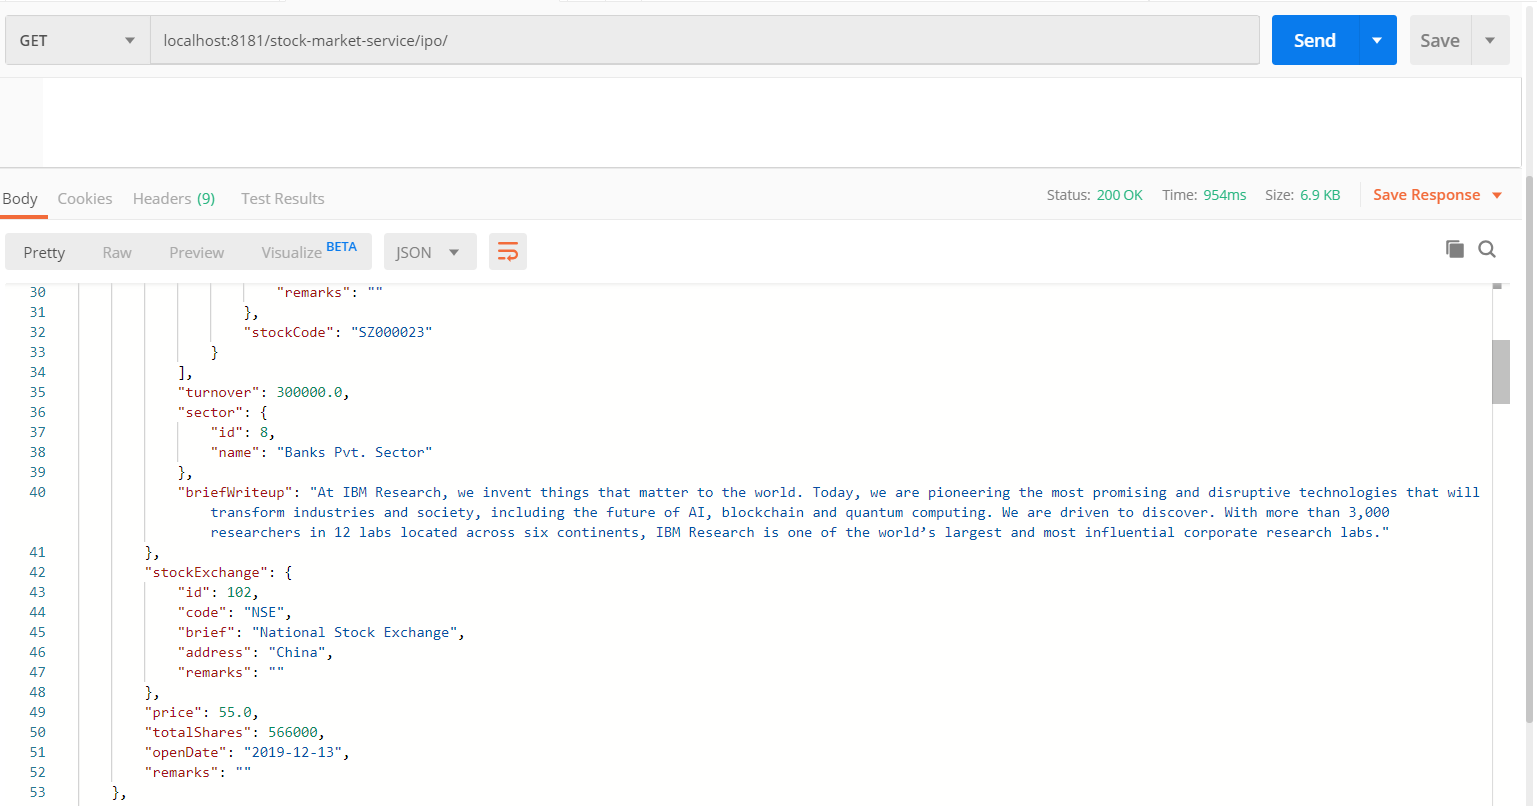 GET localhost:8181/stock-market-service/ipo/ Send Save
Body Cookies Headers (9) Test Results Status: 200 OK Time: 954ms Size: 6.9 KB Save Response
Pretty Raw Preview Visualize BETA JSON
30 "remarks": ""
31 },
32 "stockCode": "SZ000023"
33 }
34 ],
35 "turnover": 300000.0,
36 "sector": {
37 "id": 8,
38 "name": "Banks Pvt. Sector"
39 },
40 "briefWriteup": "At IBM Research, we invent things that matter to the world. Today, we are pioneering the most promising and disruptive technologies that will
transform industries and society, including the future of AI, blockchain and quantum computing. We are driven to discover. With more than 3,000
researchers in 12 labs located across six continents, IBM Research is one of the world’s largest and most influential corporate research labs."
41 },
42 "stockExchange": {
43 "id": 102,
44 "code": "NSE",
45 "brief": "National Stock Exchange",
46 "address": "China",
47 "remarks": ""
48 },
49 "price": 55.0,
50 "totalShares": 566000,
51 "openDate": "2019-12-13",
52 "remarks": ""
53 },